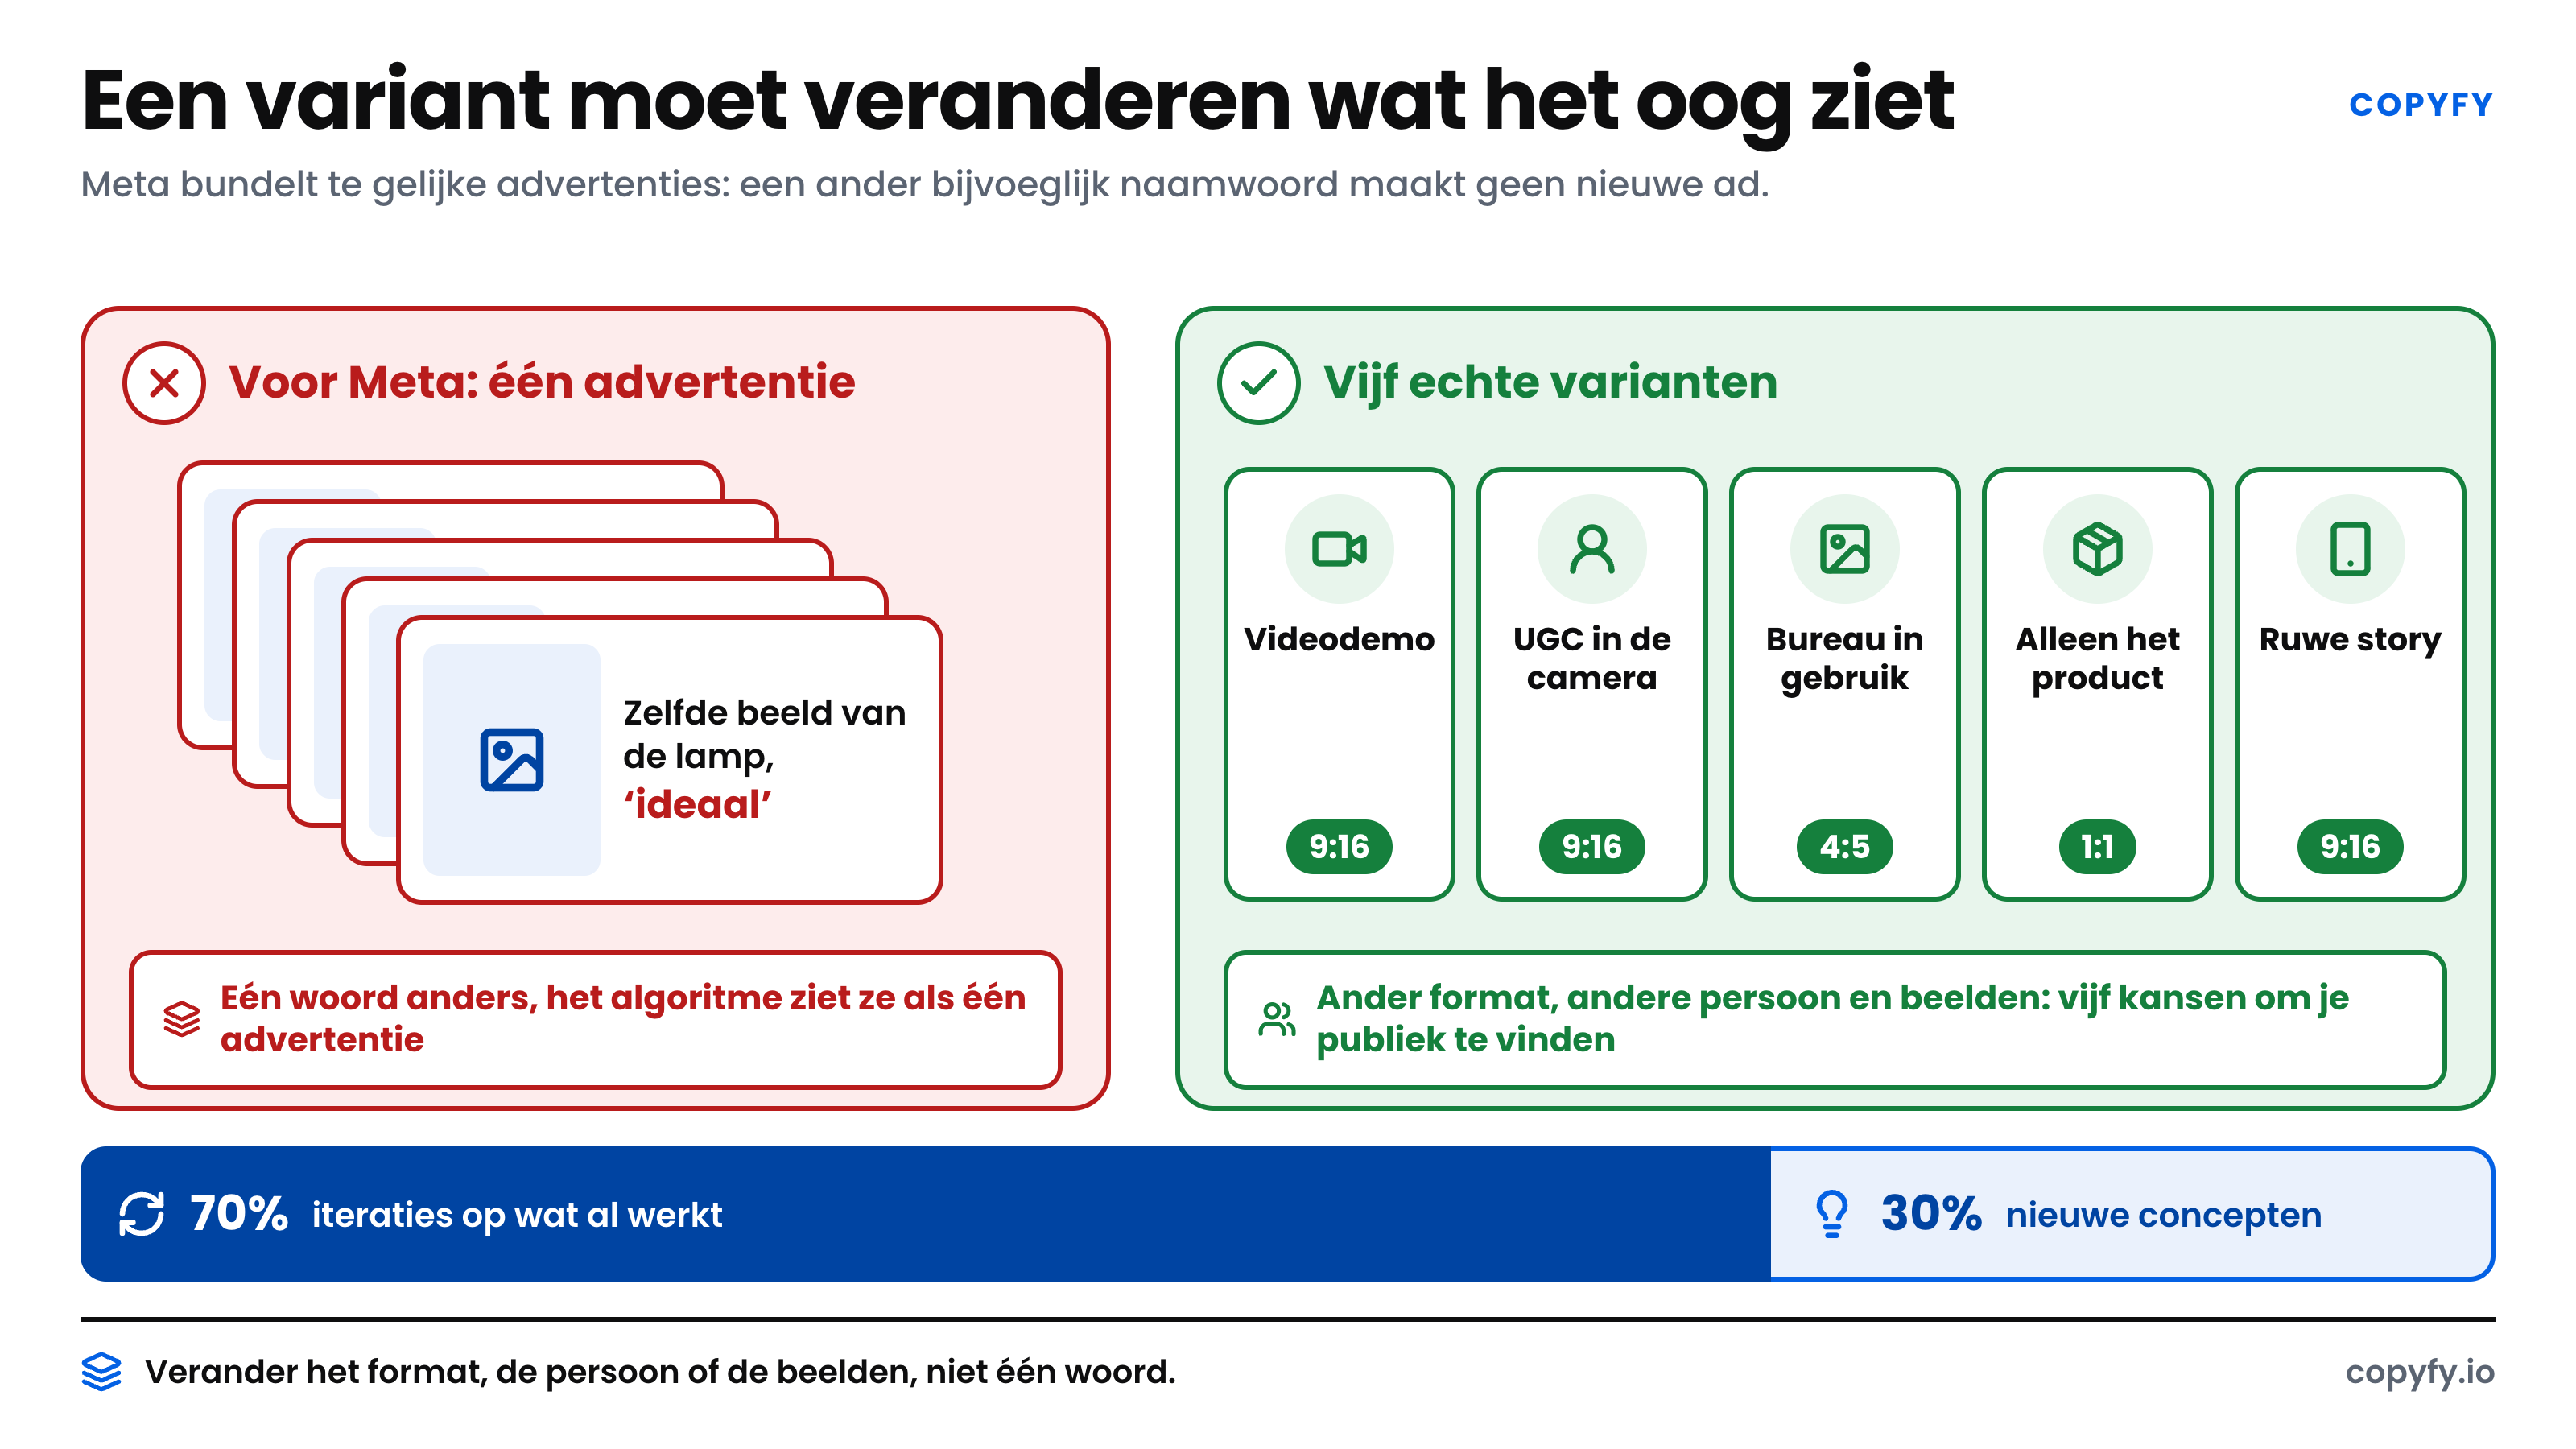 Een variant moet veranderen wat het oog ziet
COPYFY
Meta bundelt te gelijke advertenties: een ander bijvoeglijk naamwoord maakt geen nieuwe ad.
Voor Meta: één advertentie
Zelfde beeld van
de lamp,
‘ideaal’
Eén woord anders, het algoritme ziet ze als één
advertentie
Vijf echte varianten
Videodemo
9:16
UGC in de
camera
9:16
Bureau in
gebruik
4:5
Alleen het
product
1:1
Ruwe story
9:16
Ander format, andere persoon en beelden: vijf kansen om je
publiek te vinden
70% iteraties op wat al werkt
30% nieuwe concepten
Verander het format, de persoon of de beelden, niet één woord.
copyfy.io